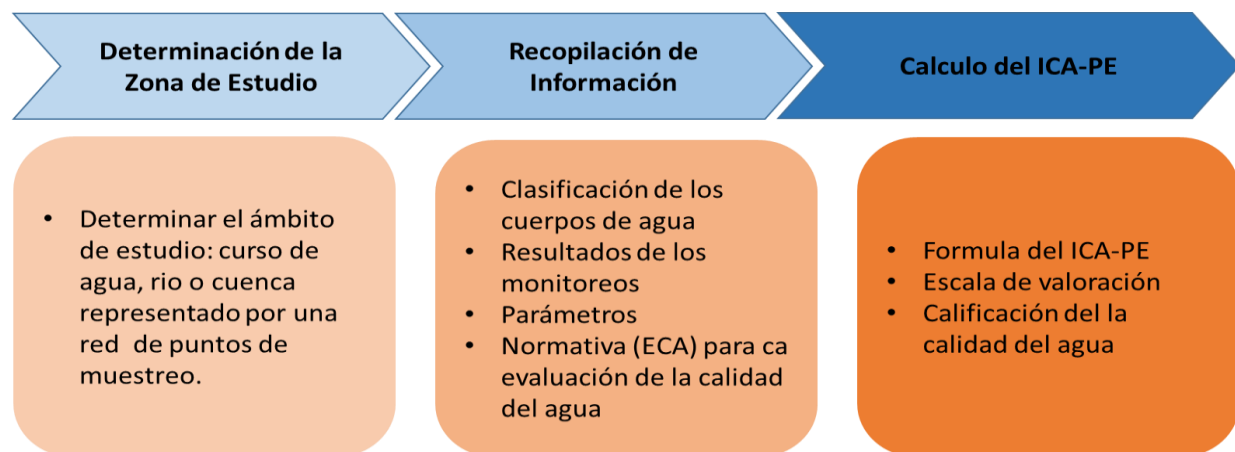 Determinación de la
Zona de Estudio
Recopilación de
Información
Calculo del ICA-PE
• Determinar el ámbito
de estudio: curso de
agua, rio o cuenca
representado por una
red de puntos de
muestreo.
• Clasificación de los
cuerpos de agua
• Resultados de los
monitoreos
• Parámetros
• Normativa (ECA) para ca
evaluación de la calidad
del agua
• Formula del ICA-PE
• Escala de valoración
• Calificación del la
calidad del agua